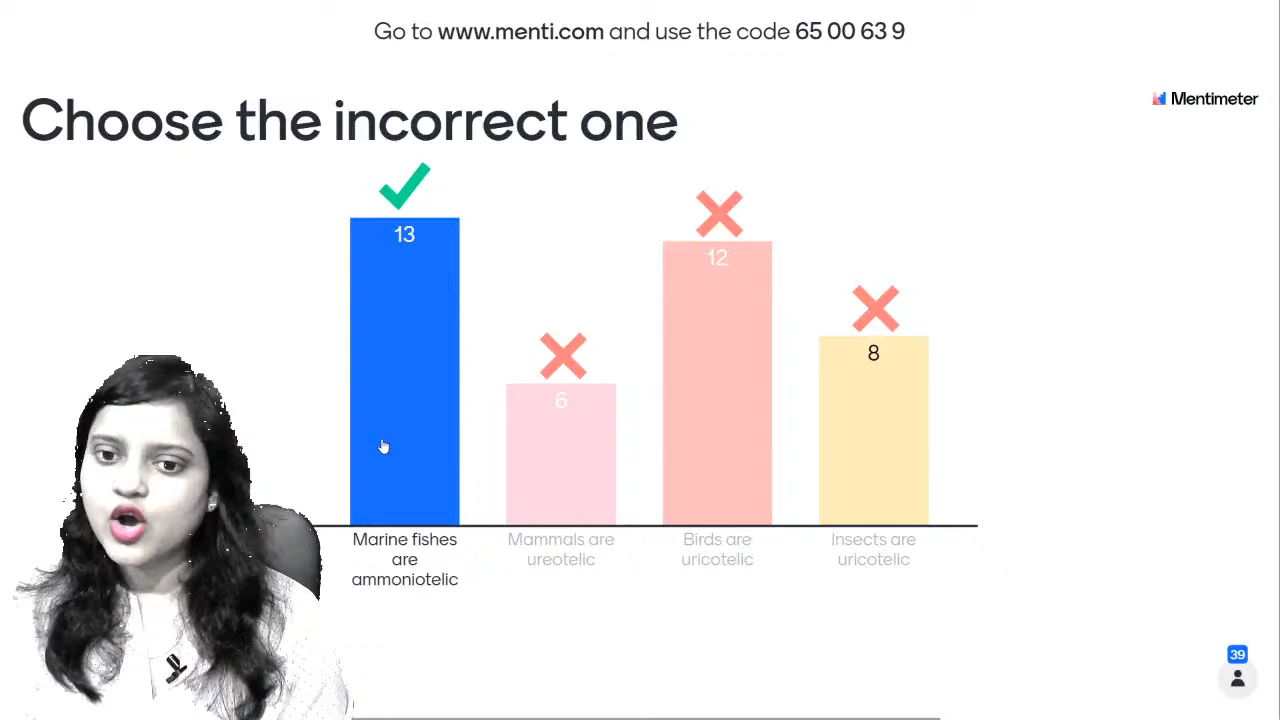 Go to www.menti.com and use the code 65 00 63 9
Mentimeter
Choose the incorrect one
13
12
8
6
Marine fishes
are
ammoniotelic
Mammals are
ureotelic
Birds are
uricotelic
Insects are
uricotelic
39